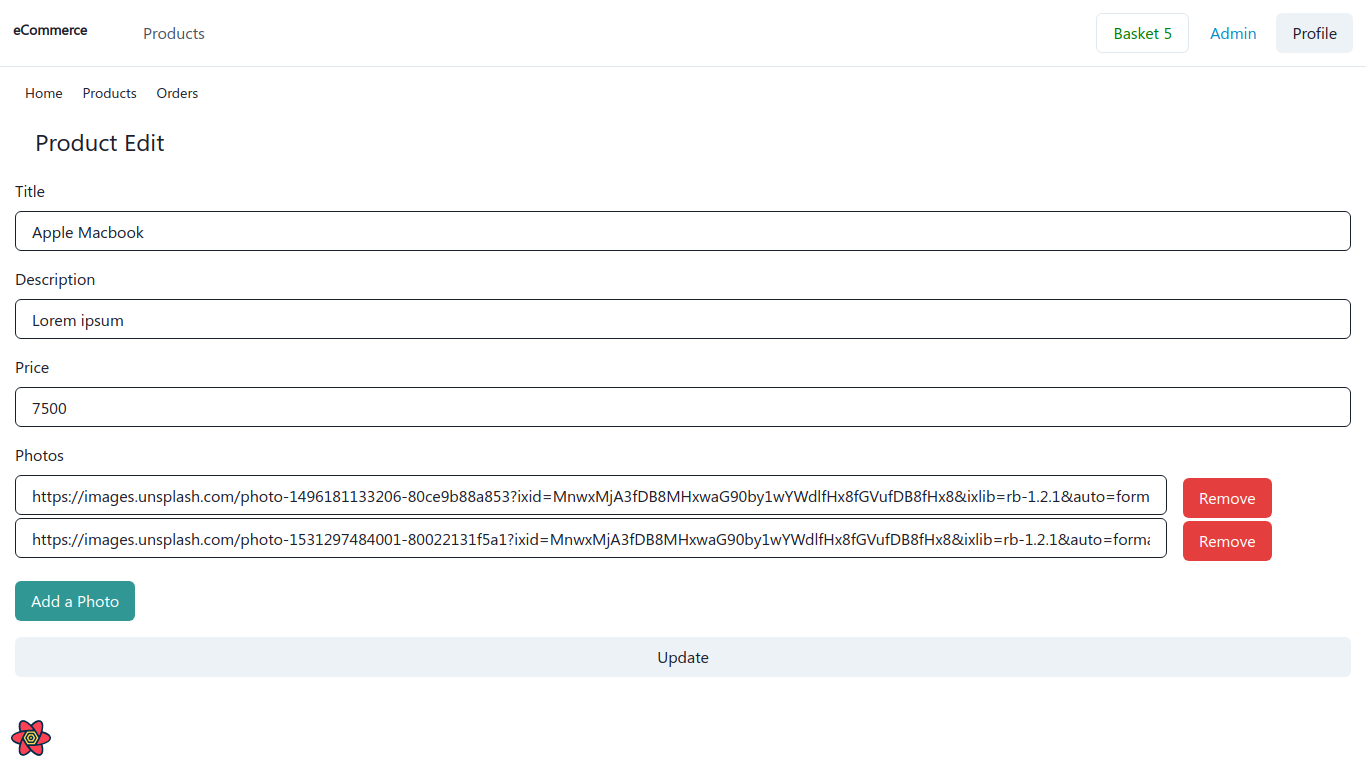 eCommerce Products Basket 5 Admin Profile
Home Products Orders
Product Edit
Title
Apple Macbook
Description
Lorem ipsum
Price
7500
Photos
https://images.unsplash.com/photo-1496181133206-80ce9b88a853?ixid=MnwxMjA3fDB8MHxwaG90by1wYWdlfHx8fGVufDB8fHx8&ixlib=rb-1.2.1&auto=form Remove
https://images.unsplash.com/photo-1531297484001-80022131f5a1?ixid=MnwxMjA3fDB8MHxwaG90by1wYWdlfHx8fGVufDB8fHx8&ixlib=rb-1.2.1&auto=forma Remove
Add a Photo
Update